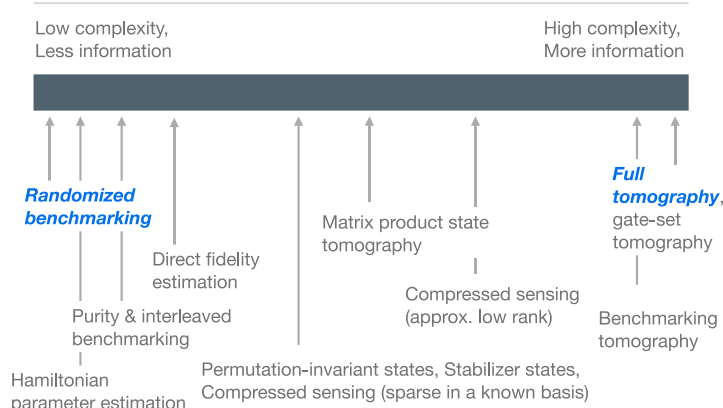 Low complexity,
Less information
High complexity,
More information
Randomized
benchmarking
Full
tomography,
gate-set
tomography
Matrix product state
tomography
Direct fidelity
estimation
Compressed sensing
(approx. low rank)
Purity & interleaved
benchmarking
Benchmarking
tomography
Permutation-invariant states, Stabilizer states,
Compressed sensing (sparse in a known basis)
Hamiltonian
parameter estimation